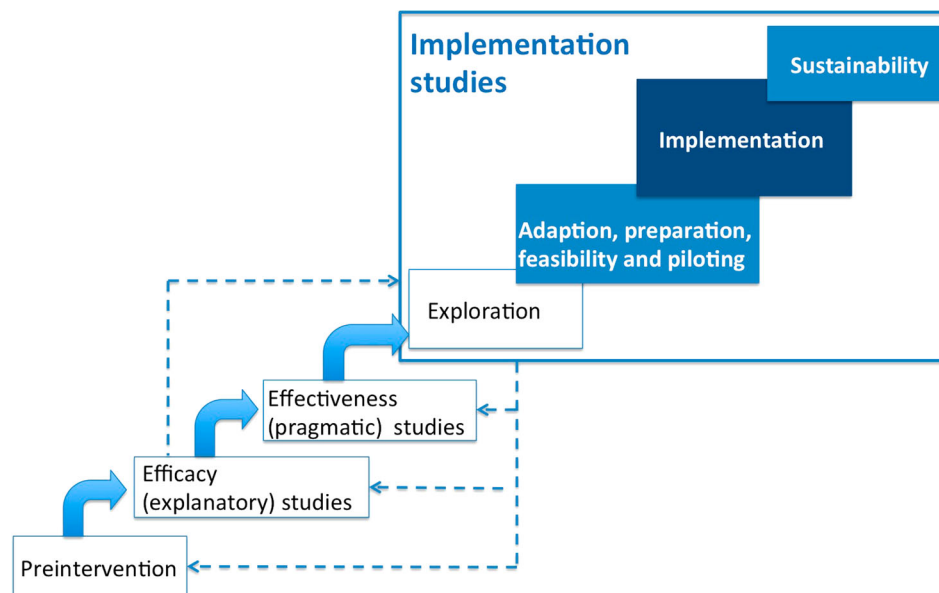 Implementation
studies
Sustainability
Implementation
Adaption, preparation,
feasibility and piloting
Exploration
Effectiveness
(pragmatic) studies
Efficacy
(explanatory) studies
Preintervention